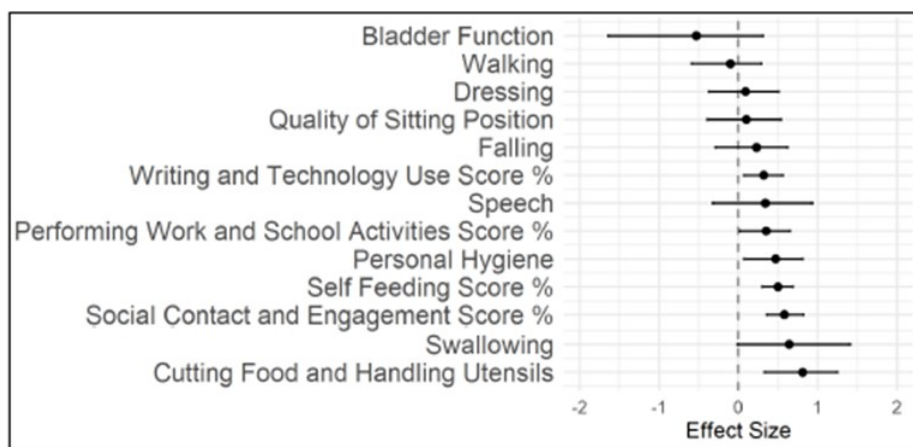 Bladder Function
Walking
Dressing
Quality of Sitting Position
Falling
Writing and Technology Use Score %
Speech
Performing Work and School Activities Score %
Personal Hygiene
Self Feeding Score %
Social Contact and Engagement Score %
Swallowing
Cutting Food and Handling Utensils
-2 -1 0 1 2
Effect Size